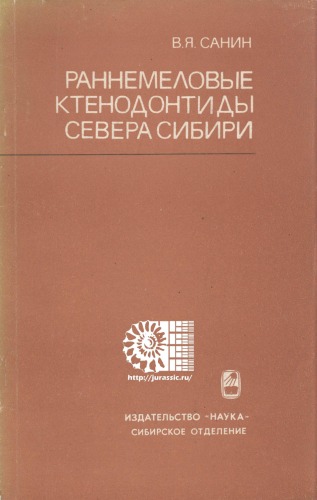 В.Я. САНИН
РАННЕМЕЛОВЫЕ
КТЕНОДОНТИДЫ
СЕВЕРА СИБИРИ
http://jurassic.ru/
ИЗДАТЕЛЬСТВО «НАУКА»
СИБИРСКОЕ ОТДЕЛЕНИЕ